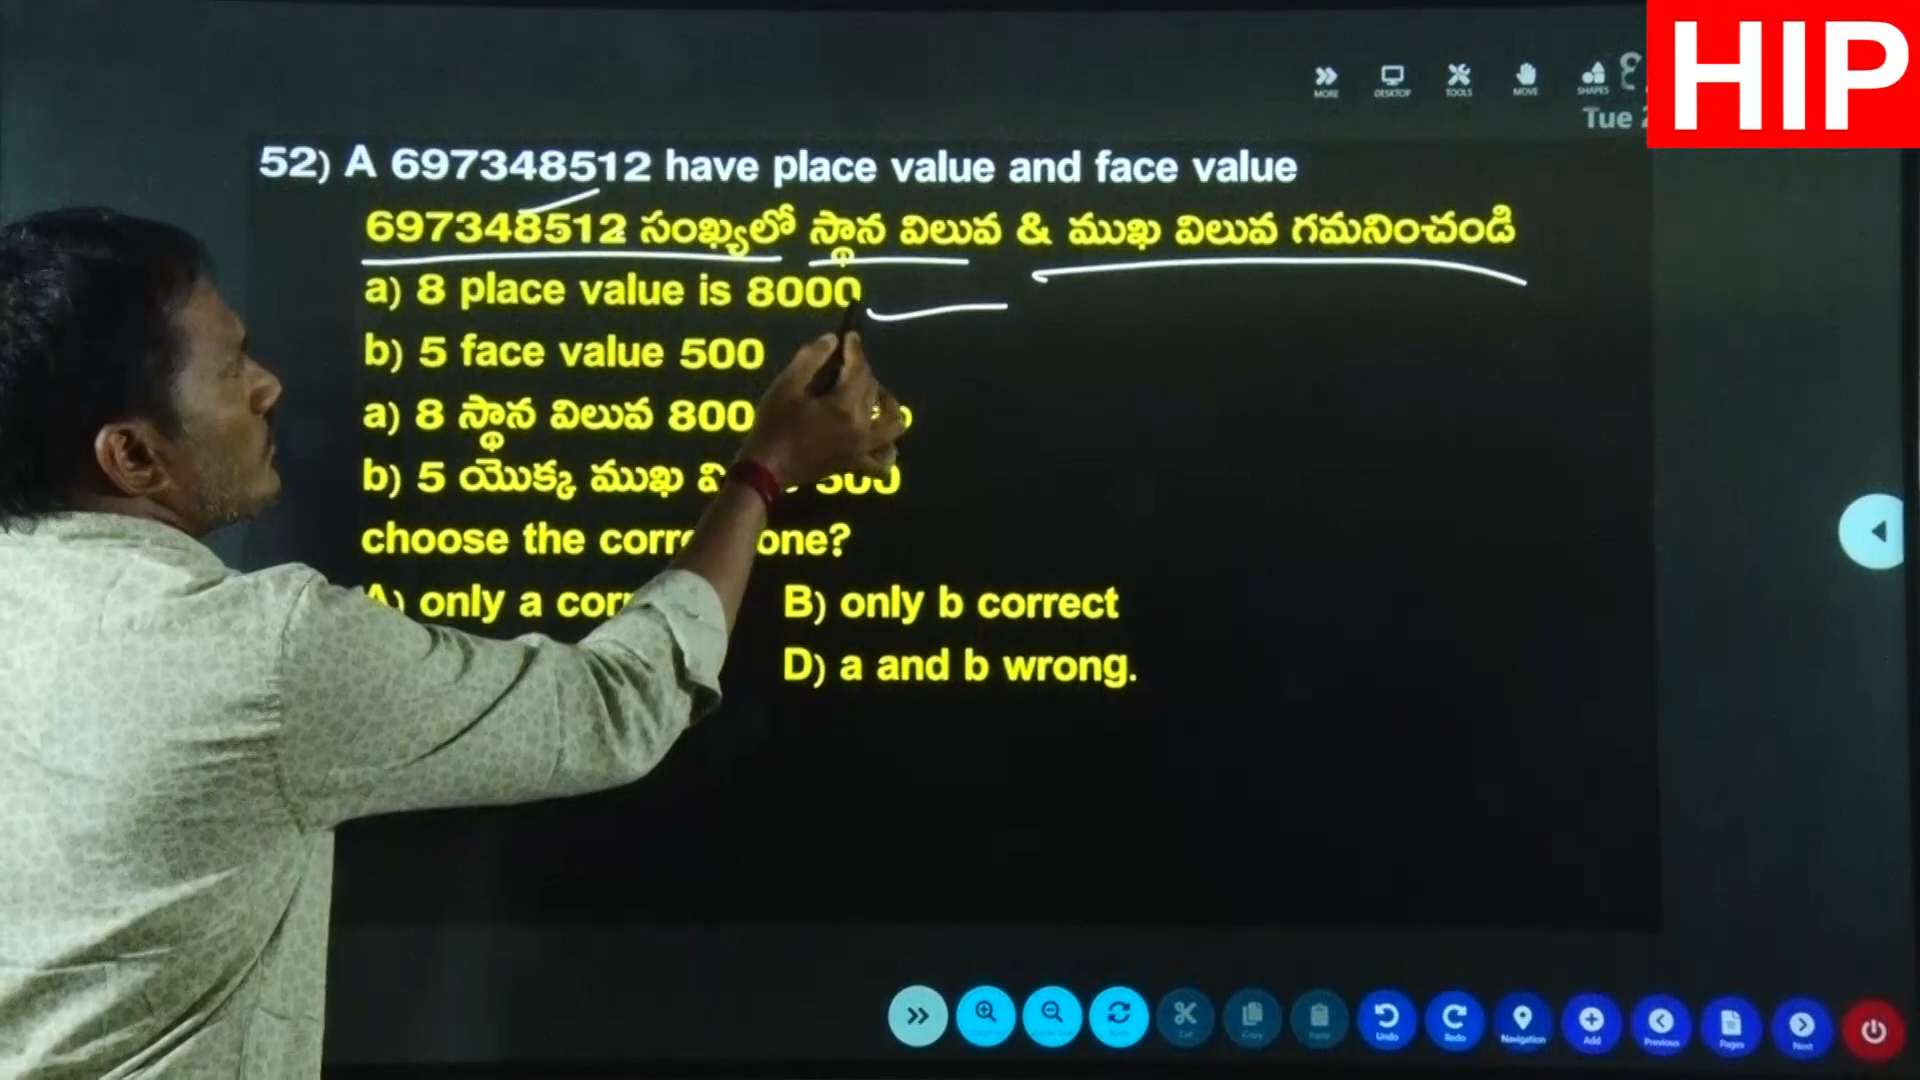 HIP
MORE DESKTOP TOOLS MOVE SHAPES
Tue
52) A 697348512 have place value and face value
697348512 సంఖ్యలో స్థాన విలువ & ముఖ విలువ గమనించండి
a) 8 place value is 8000
b) 5 face value 500
a) 8 స్థాన విలువ 800
b) 5 యొక్క ముఖ 500
choose the one?
A) only a B) only b correct
D) a and b wrong.
Undo Redo Navigation Add Previous Pages Next